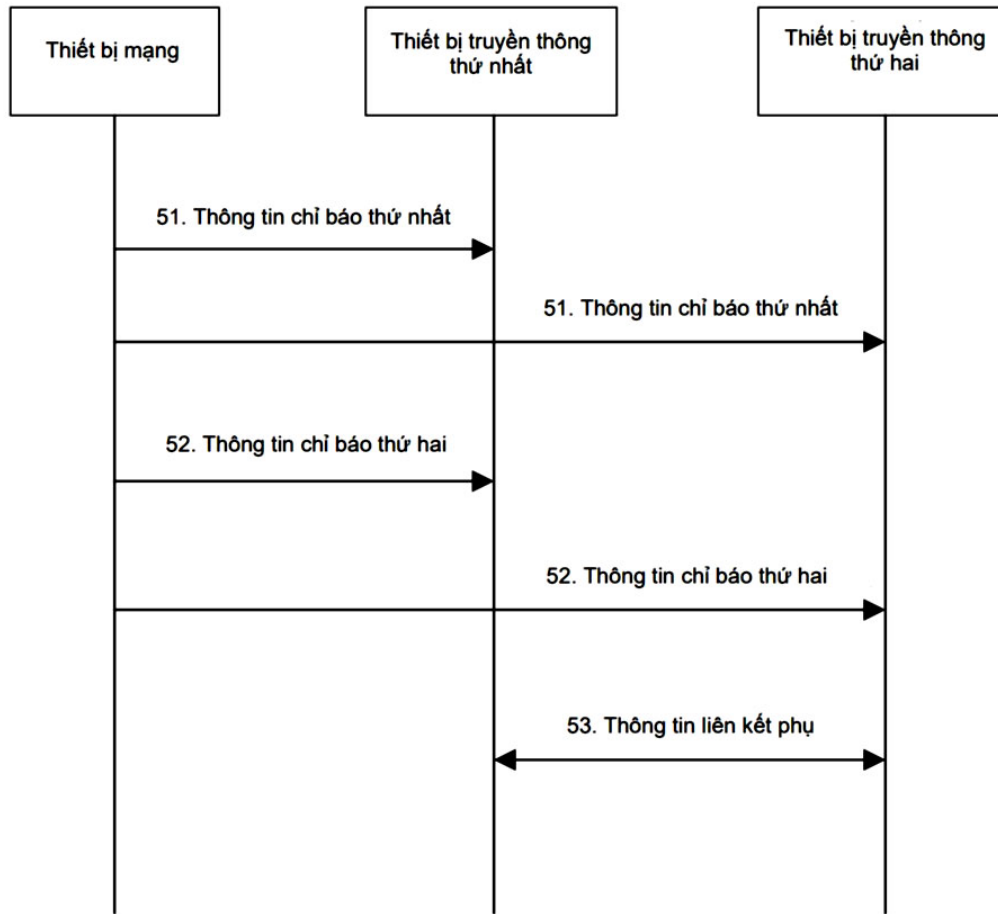 Thiết bị mạng
Thiết bị truyền thông
thứ nhất
Thiết bị truyền thông
thứ hai
51. Thông tin chỉ báo thứ nhất
51. Thông tin chỉ báo thứ nhất
52. Thông tin chỉ báo thứ hai
52. Thông tin chỉ báo thứ hai
53. Thông tin liên kết phụ